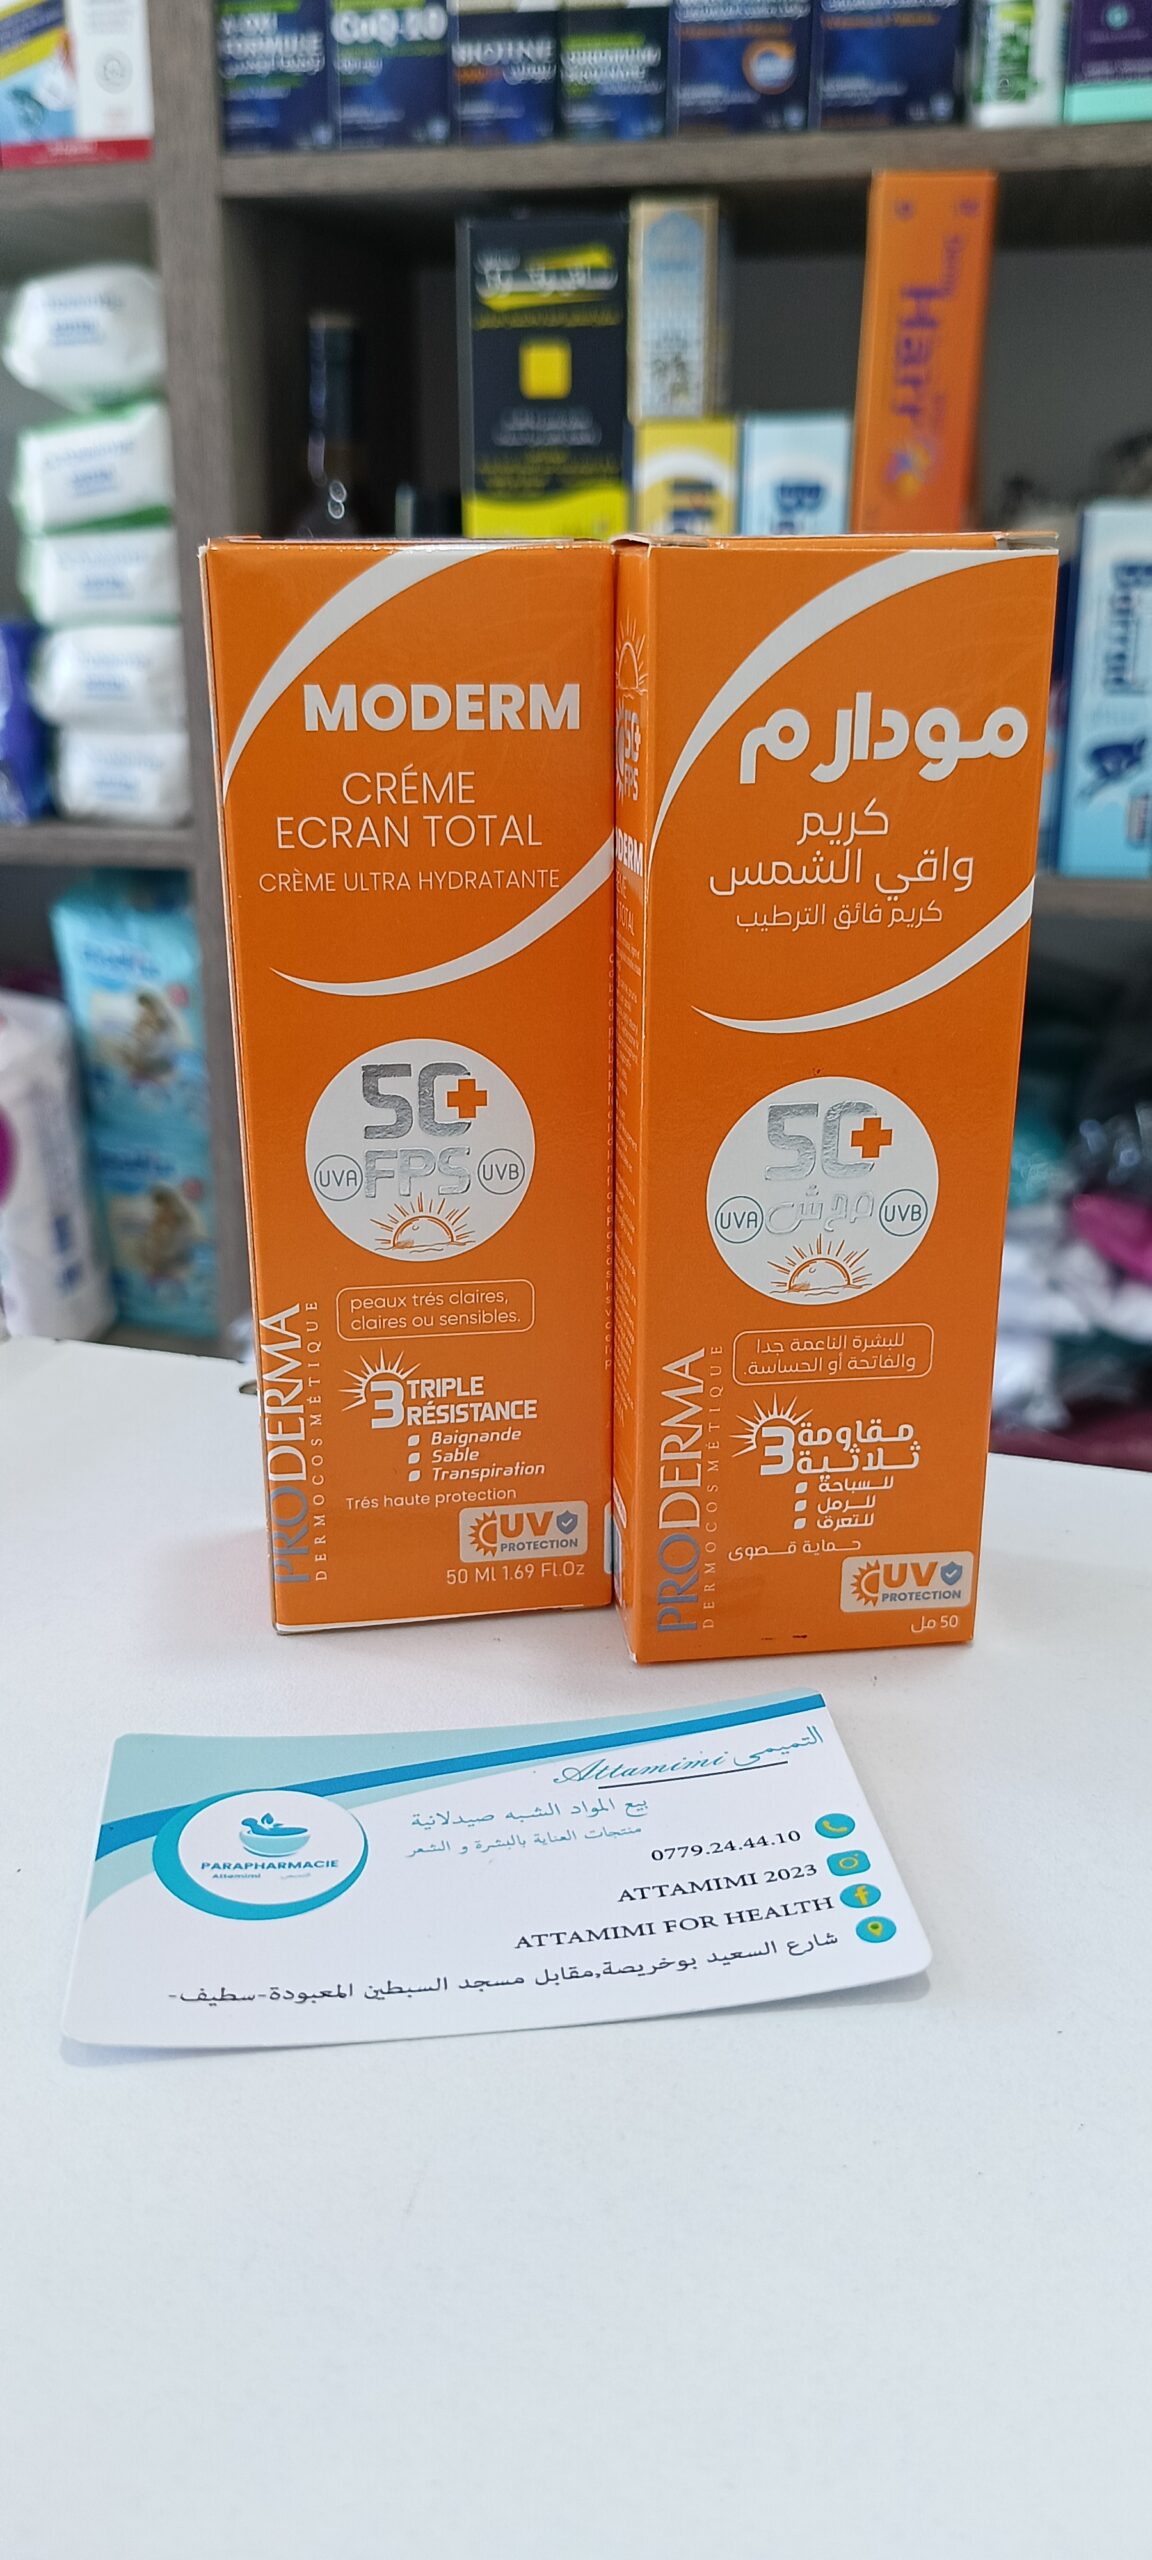 CoQ-10
BIOTINE
Hair
MODERM
CRÉME
ECRAN TOTAL
CRÈME ULTRA HYDRATANTE
50+
FPS
UVA
UVB
peaux trés claires,
claires ou sensibles.
3 TRIPLE
RÉSISTANCE
Baignande
Sable
Transpiration
Trés haute protection
UV
PROTECTION
50 Ml 1.69 Fl.Oz
PRODERMA
DERMOCOSMÉTIQUE
مودارم
كريم
واقي الشمس
كريم فائق الترطيب
50+
UVA
UVB
للبشرة الناعمة جدا
والفاتحة أو الحساسة.
3 مقاومة
ثلاثية
للسباحة
للرمل
للتعرق
حماية قصوى
UV
PROTECTION
50 مل
PRODERMA
DERMOCOSMÉTIQUE
Attamimi التميمي
بيع المواد الشبه صيدلانية
منتجات العناية بالبشرة و الشعر
0779.24.44.10
ATTAMIMI 2023
ATTAMIMI FOR HEALTH
شارع السعيد بوخريصة,مقابل مسجد السبطين المعبودة-سطيف-
PARAPHARMACIE
Attamimi التميمي